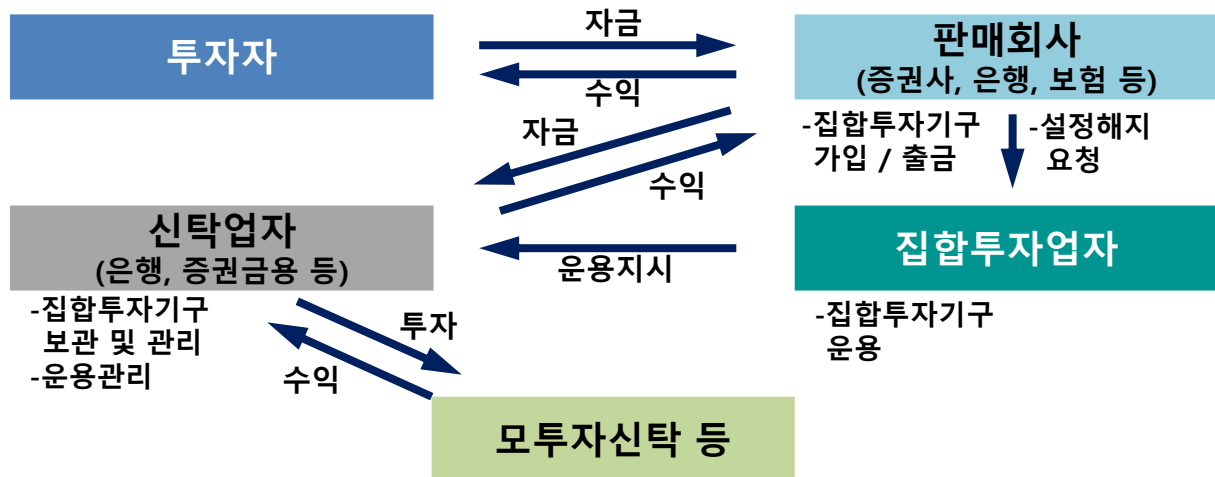 투자자
자금
수익
판매회사
(증권사, 은행, 보험 등)
자금
수익
-집합투자기구
가입 / 출금
-설정해지
요청
신탁업자
(은행, 증권금융 등)
운용지시
집합투자업자
-집합투자기구
보관 및 관리
-운용관리
투자
수익
-집합투자기구
운용
모투자신탁 등